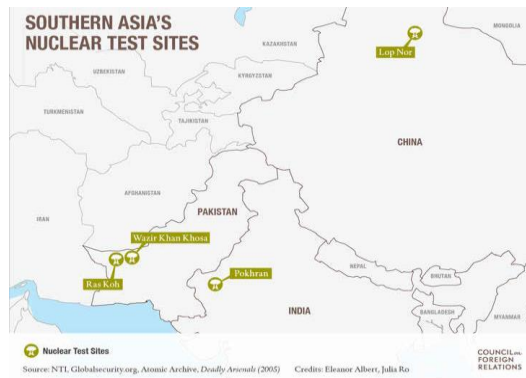 SOUTHERN ASIA'S
NUCLEAR TEST SITES
MONGOLIA
KAZAKHSTAN
Lop Nor
UZBEKISTAN
KYRGYZSTAN
TURKMENISTAN
TAJIKISTAN
CHINA
AFGHANISTAN
IRAN
PAKISTAN
Wazir Khan Khosa
NEPAL
Pokhran
BHUTAN
Ras Koh
INDIA
BANGLADESH
MYANMAR
Nuclear Test Sites
COUNCIL on
FOREIGN
RELATIONS
Source: NTI, Globalsecurity.org, Atomic Archive, Deadly Arsenals (2005) Credits: Eleanor Albert, Julia Ro